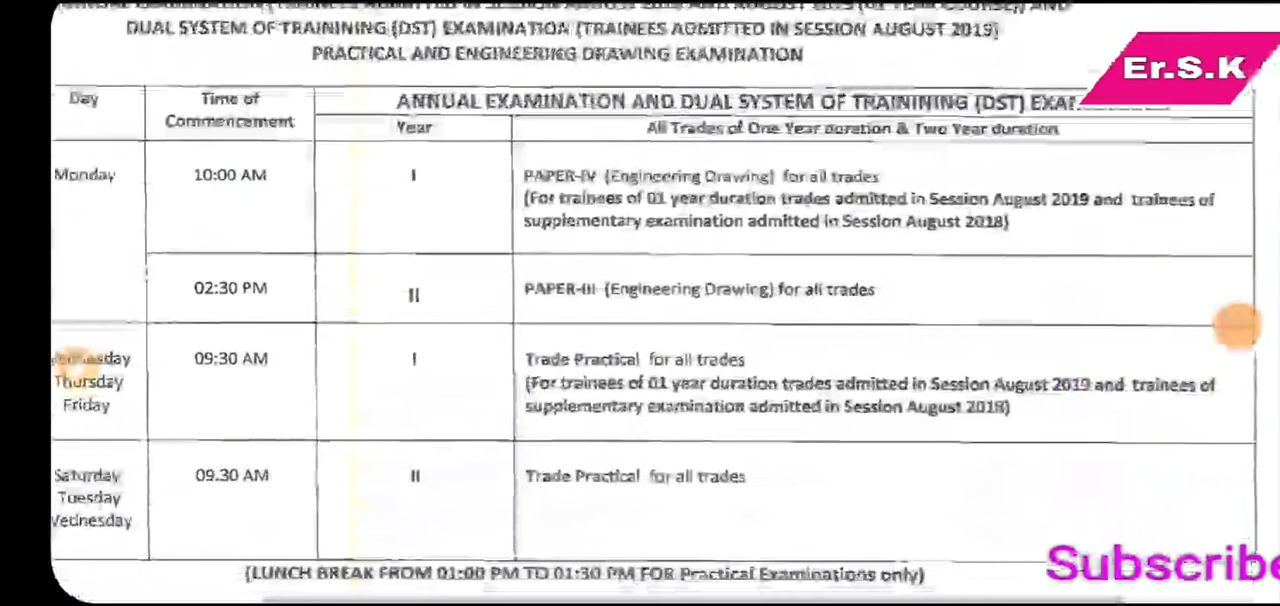 DUAL SYSTEM OF TRAININING (DST) EXAMINATION (TRAINEES ADMITTED IN SESSION AUGUST 2019)
PRACTICAL AND ENGINEERING DRAWING EXAMINATION
Er.S.K
Day
Time of
Commencement
ANNUAL EXAMINATION AND DUAL SYSTEM OF TRAININING (DST)
Year
All Trades of One Year duration & Two Year duration
Monday
10:00 AM
I
PAPER-IV (Engineering Drawing) for all trades
(For trainees of 01 year duration trades admitted in Session August 2019 and trainees of
supplementary examination admitted in Session August 2018)
02:30 PM
II
PAPER-III (Engineering Drawing) for all trades
Thursday
Friday
09:30 AM
I
Trade Practical for all trades
(For trainees of 01 year duration trades admitted in Session August 2019 and trainees of
supplementary examination admitted in Session August 2018)
Saturday
Tuesday
Wednesday
09.30 AM
II
Trade Practical for all trades
(LUNCH BREAK FROM 01:00 PM TO 01:30 PM FOR Practical Examinations only)
Subscribe